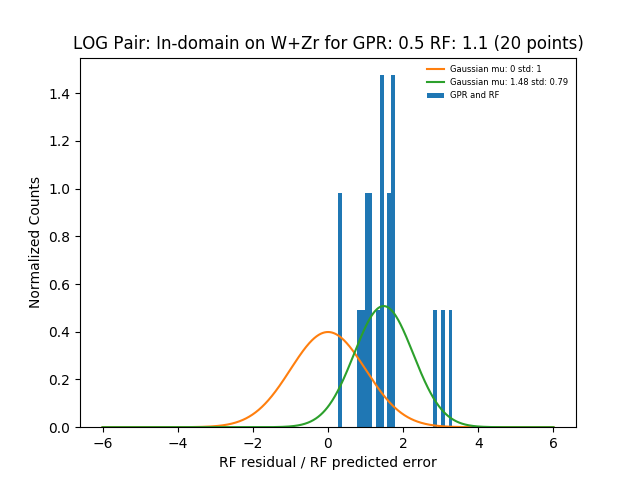 LOG Pair: In-domain on W+Zr for GPR: 0.5 RF: 1.1 (20 points)
Gaussian mu: 0 std: 1
Gaussian mu: 1.48 std: 0.79
GPR and RF
Normalized Counts
1.4
1.2
1.0
0.8
0.6
0.4
0.2
0.0
−6 −4 −2 0 2 4 6
RF residual / RF predicted error